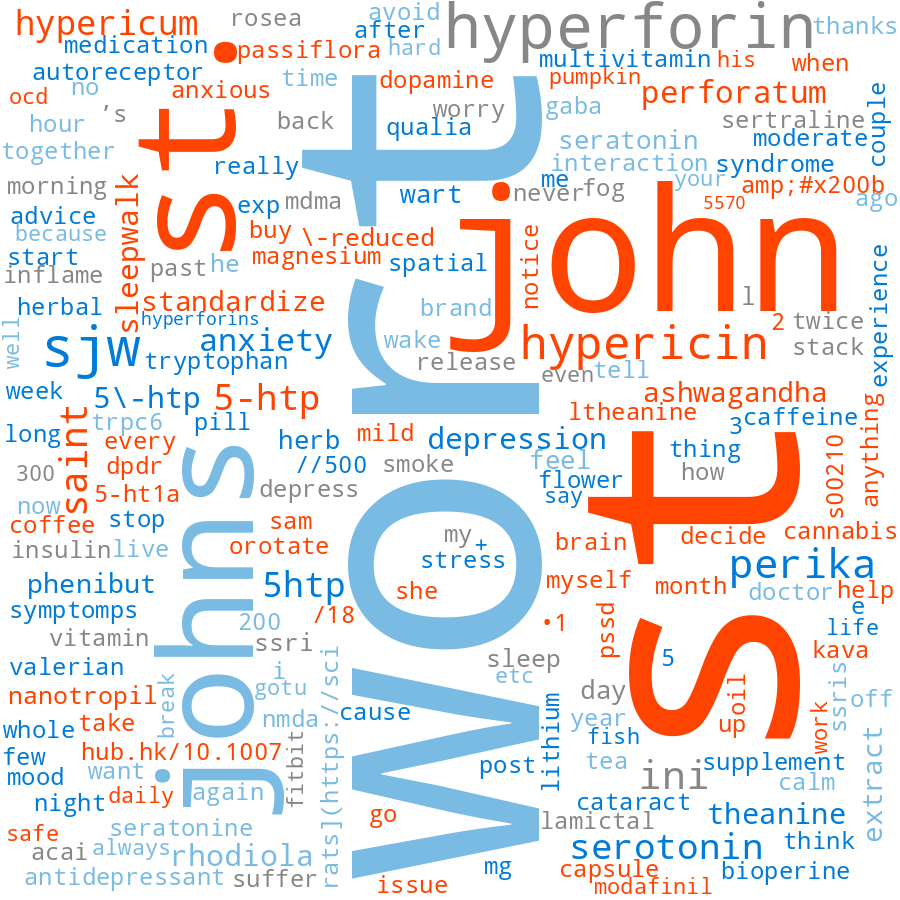 hypericum
rosea
avoid
after
hyperforin
thanks
medication
passiflora
hard
multivitamin
his
when
autoreceptor
no
time
dopamine
pumpkin
perforatum
couple
ocd
anxious
's
back
worry
gaba
sertraline
hour
qualia
seratonin
moderate
together
really
wart
interaction
syndrome
me
your
amp;#x200b
morning
st.
mdma
never
fog
5570
ago
advice
exp
because
buy
\-reduced
john
start
sleepwalk
magnesium
spatial
notice
inflame
past
he
l
experience
herbal
standardize
brand
2
twice
hyperforins
well
sjw
anxiety
wake
hypericin
stack
tryptophan
release
even
tell
week
5\-htp
5-htp
ashwagandha
trpc6
pill
ltheanine
3
caffeine
long
saint
every
herb
mild
depression
thing
anything
300
dpdr
//500
smoke
feel
how
s00210
5-ht1a
johns
depress
flower
now
say
coffee
stop
sam
my
+
brain
decide
cannabis
insulin
live
orotate
stress
st
perika
phenibut
5htp
she
myself
month
doctor
help
symptomps
200
/18
•1
pssd
e
life
vitamin
ssri
wort
sleep
5
kava
valerian
i
etc
day
ssris
nanotropil
break
gotu
off
rats](https://sci
nmda
cause
lithium
year
upoil
work
whole
take
fish
few
hub.hk/10.1007
fitbit
post
tea
ini
supplement
extract
mood
want
calm
night
daily
again
cataract
theanine
safe
seratonine
go
lamictal
think
acai
always
rhodiola
serotonin
mg
capsule
bioperine
antidepressant
suffer
issue
modafinil